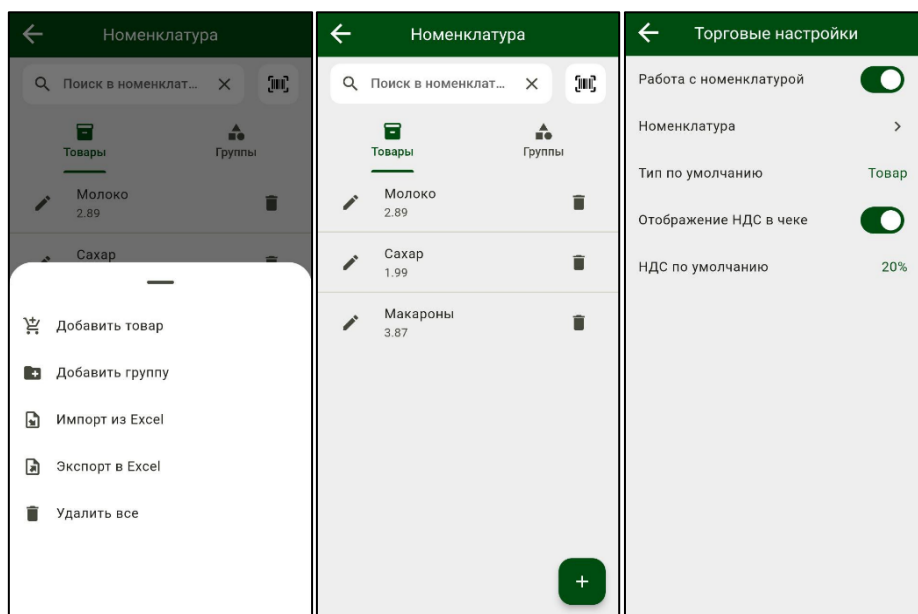 Номенклатура
Поиск в номенклат...
Товары
Группы
Молоко
2.89
Сахар
Добавить товар
Добавить группу
Импорт из Excel
Экспорт в Excel
Удалить все
Номенклатура
Поиск в номенклат...
Товары
Группы
Молоко
2.89
Сахар
1.99
Макароны
3.87
Торговые настройки
Работа с номенклатурой
Номенклатура
Тип по умолчанию Товар
Отображение НДС в чеке
НДС по умолчанию 20%